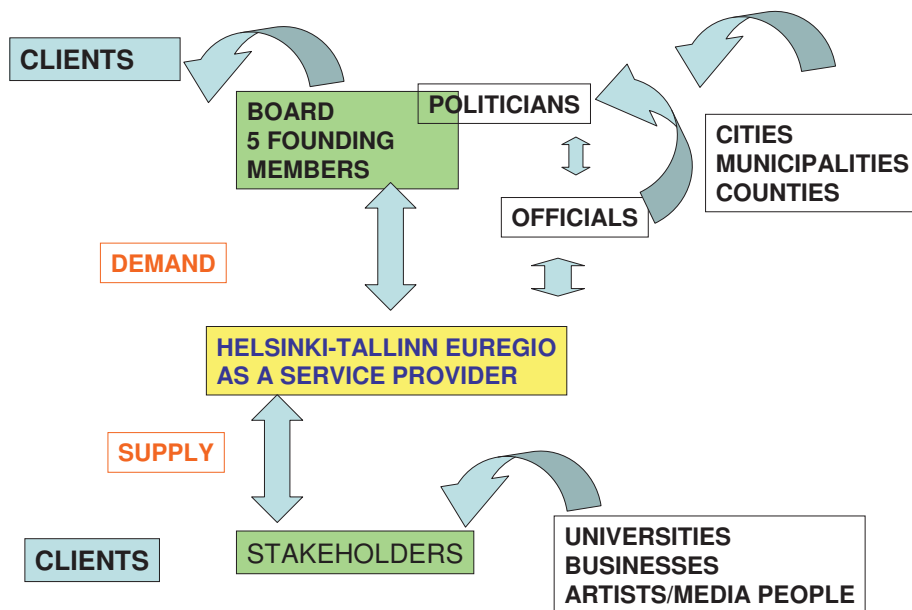 CLIENTS
BOARD
5 FOUNDING
MEMBERS
POLITICIANS
CITIES
MUNICIPALITIES
COUNTIES
OFFICIALS
DEMAND
HELSINKI-TALLINN EUREGIO
AS A SERVICE PROVIDER
SUPPLY
CLIENTS
STAKEHOLDERS
UNIVERSITIES
BUSINESSES
ARTISTS/MEDIA PEOPLE